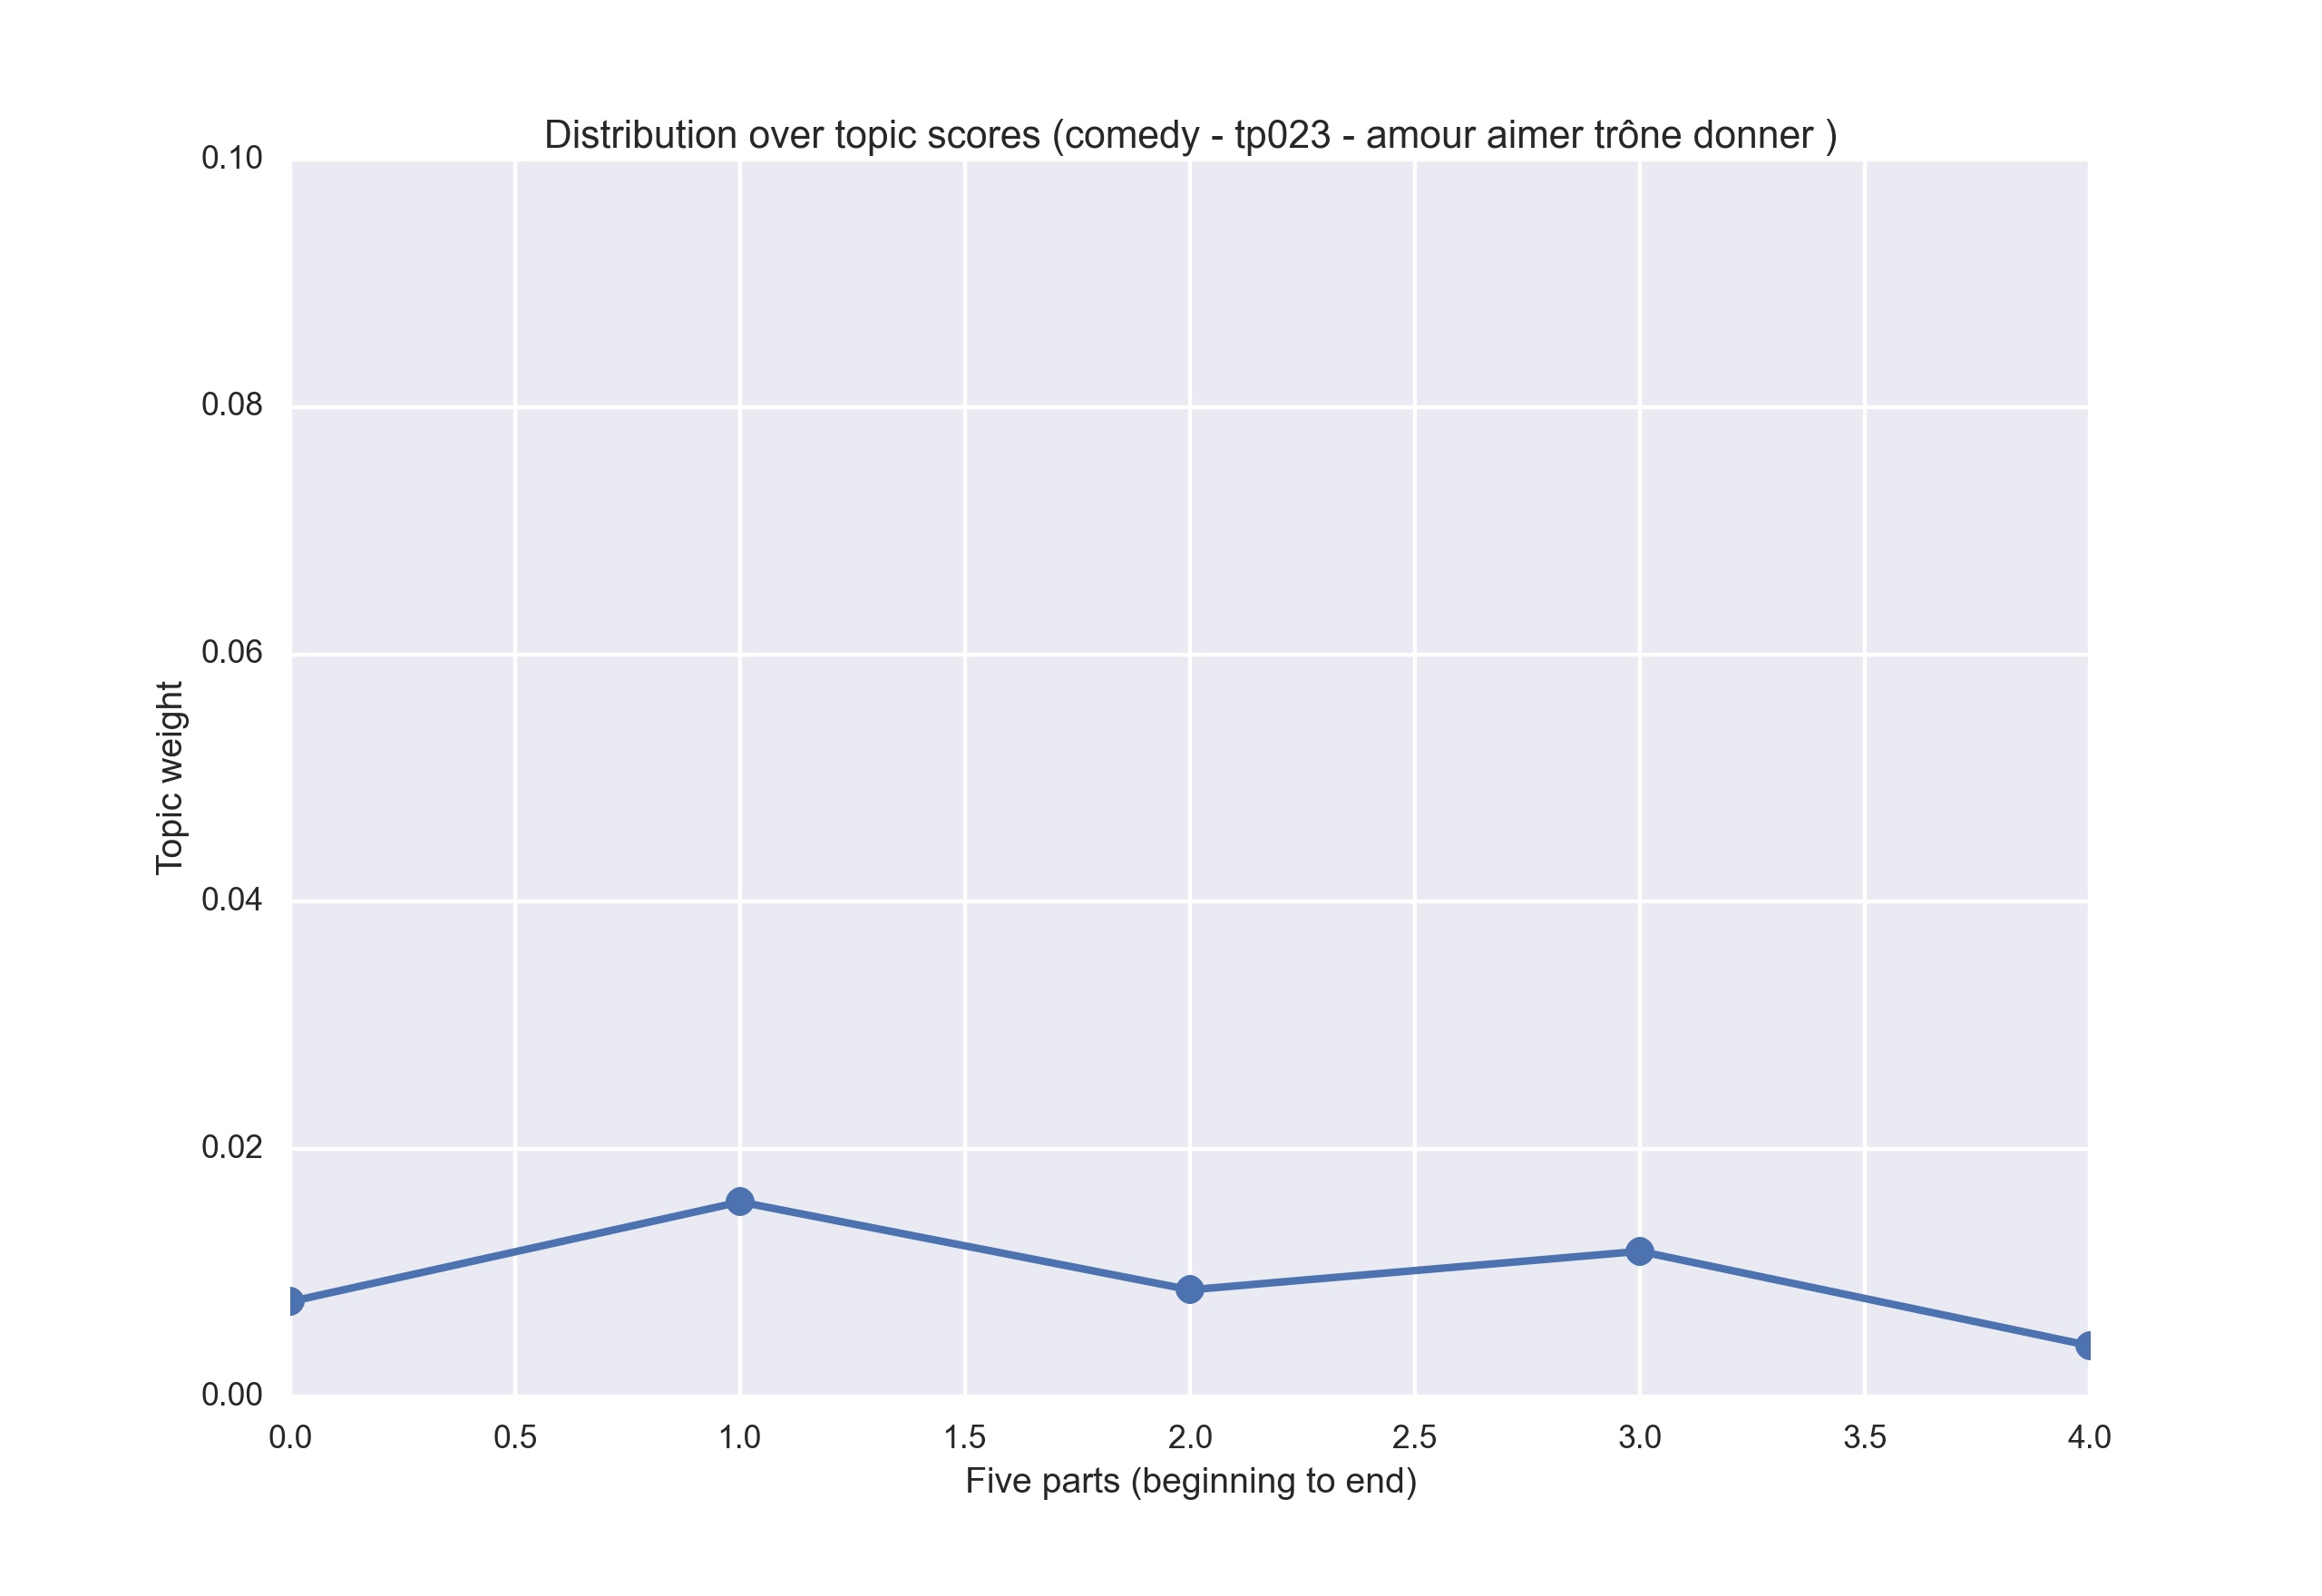 Distribution over topic scores (comedy - tp023 - amour aimer trône donner )
0.10
0.08
0.06
0.04
0.02
0.00
Topic weight
0.0 0.5 1.0 1.5 2.0 2.5 3.0 3.5 4.0
Five parts (beginning to end)